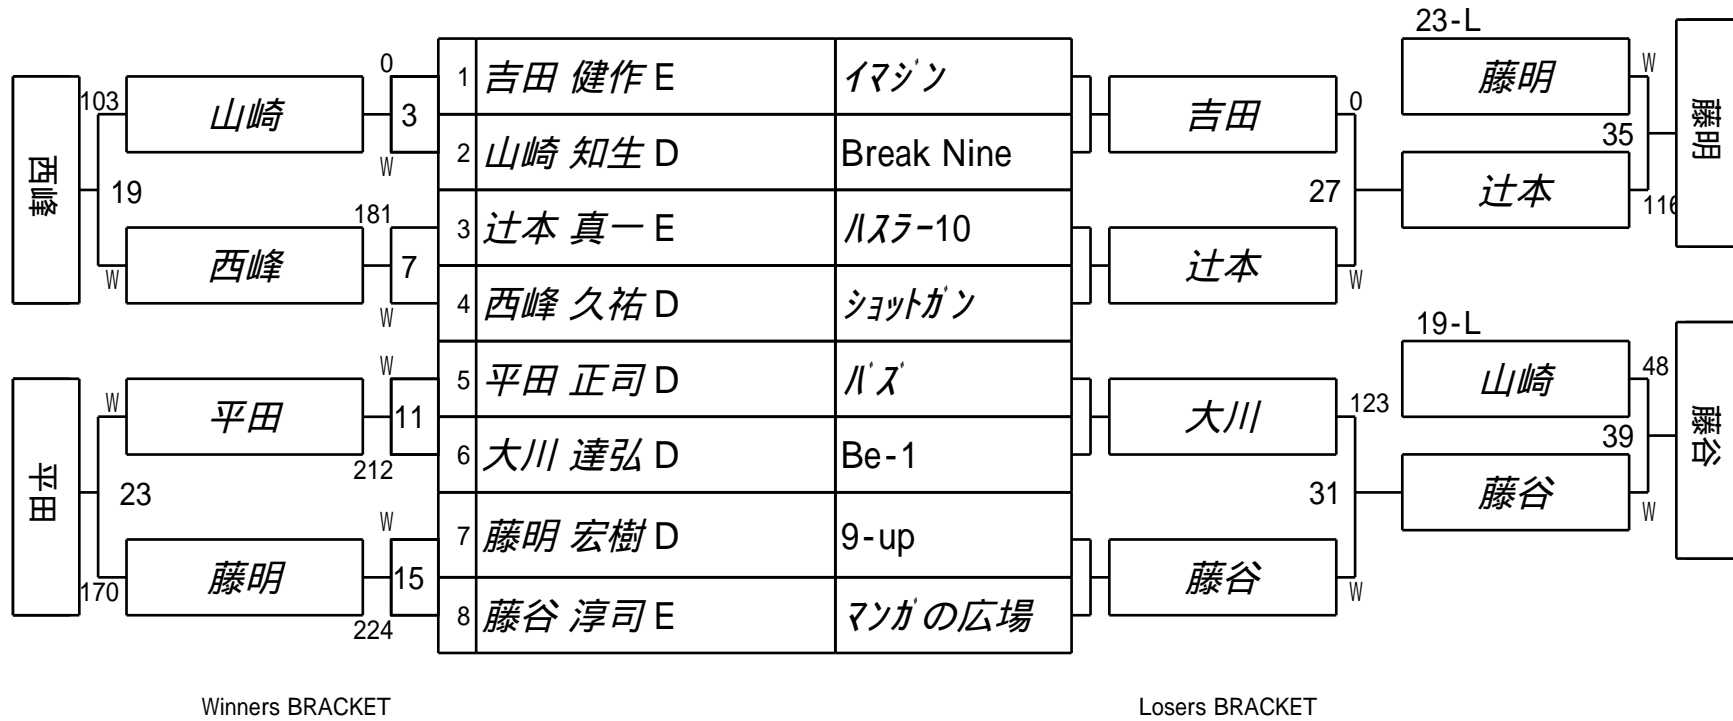 23-L
0
1 吉田 健作 E イマジン
藤明
W
103
山崎
3
吉田
0
藤明
W
2 山崎 知生 D Break Nine
35
西峰
19
27
辻本
116
181
3 辻本 真一 E ハスラー10
西峰
7
辻本
W
W
W
4 西峰 久祐 D ショットガン
19-L
W
5 平田 正司 D バズ
山崎
48
W
平田
11
大川
123
藤谷
212
6 大川 達弘 D Be-1
39
平田
23
31
藤谷
W
W
7 藤明 宏樹 D 9-up
170
藤明
15
藤谷
W
224
8 藤谷 淳司 E マンガの広場
Winners BRACKET
Losers BRACKET